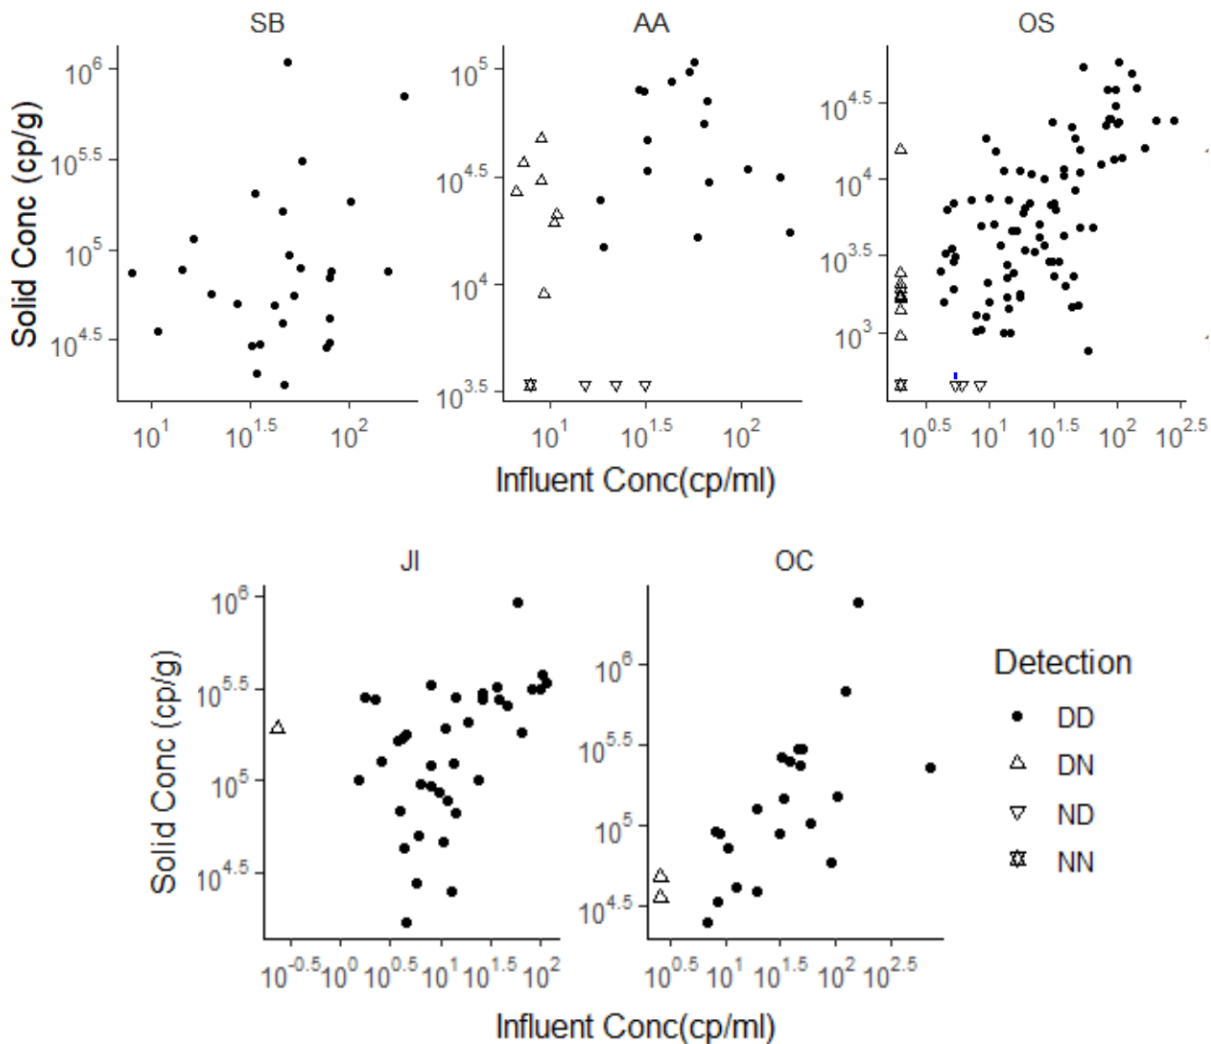 SB AA OS
Solid Conc (cp/g)
10^6 10^5.5 10^5 10^4.5
10^5 10^4.5 10^4 10^3.5
10^4.5 10^4 10^3.5 10^3
10^1 10^1.5 10^2
10^1 10^1.5 10^2
10^0.5 10^1 10^1.5 10^2 10^2.5
Influent Conc(cp/ml)
JI OC
Solid Conc (cp/g)
10^6 10^5.5 10^5 10^4.5
10^6 10^5.5 10^5 10^4.5
10^-0.5 10^0 10^0.5 10^1 10^1.5 10^2
10^0.5 10^1 10^1.5 10^2 10^2.5
Influent Conc(cp/ml)
Detection
DD
DN
ND
NN